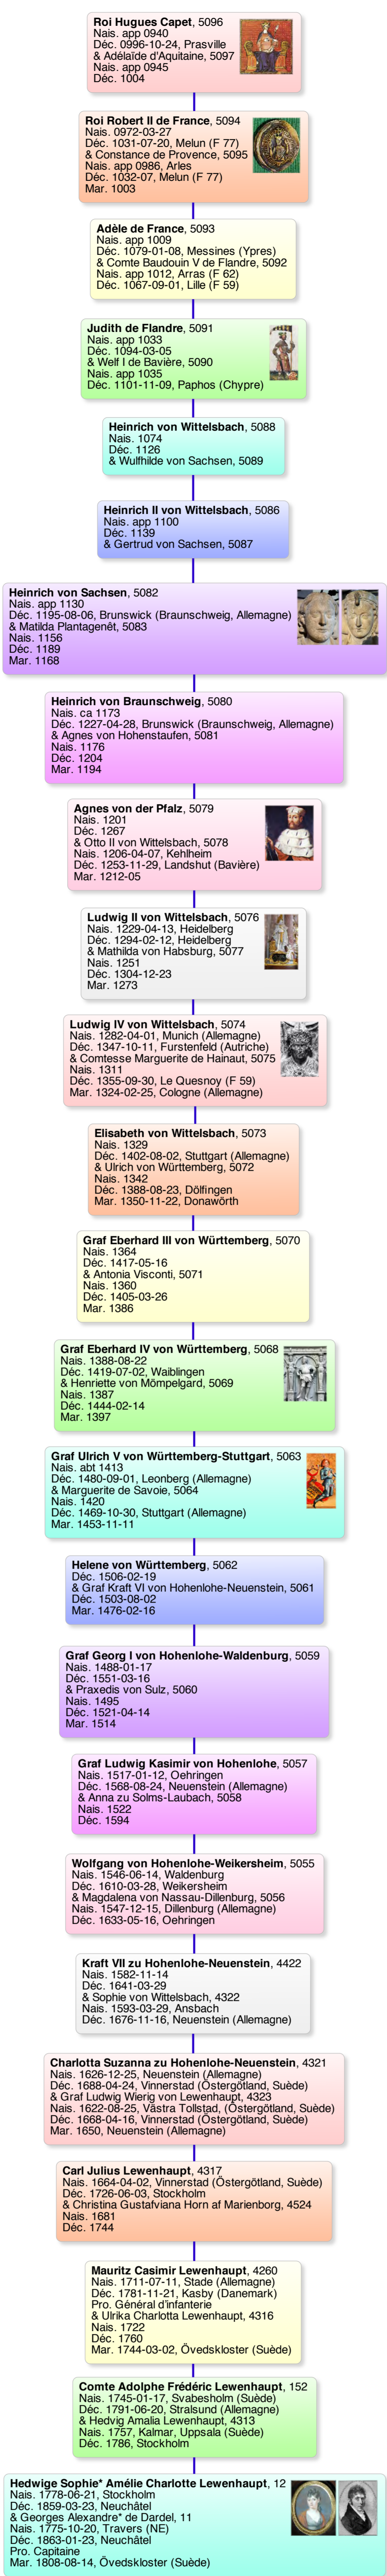 Roi Hugues Capet, 5096
Nais. app 0940
Déc. 0996-10-24, Prasville
& Adélaïde d'Aquitaine, 5097
Nais. app 0945
Déc. 1004
Roi Robert II de France, 5094
Nais. 0972-03-27
Déc. 1031-07-20, Melun (F 77)
& Constance de Provence, 5095
Nais. app 0986, Arles
Déc. 1032-07, Melun (F 77)
Mar. 1003
Adèle de France, 5093
Nais. app 1009
Déc. 1079-01-08, Messines (Ypres)
& Comte Baudouin V de Flandre, 5092
Nais. app 1012, Arras (F 62)
Déc. 1067-09-01, Lille (F 59)
Judith de Flandre, 5091
Nais. app 1033
Déc. 1094-03-05
& Welf I de Bavière, 5090
Nais. app 1035
Déc. 1101-11-09, Paphos (Chypre)
Heinrich von Wittelsbach, 5088
Nais. 1074
Déc. 1126
& Wulfhilde von Sachsen, 5089
Heinrich II von Wittelsbach, 5086
Nais. app 1100
Déc. 1139
& Gertrud von Sachsen, 5087
Heinrich von Sachsen, 5082
Nais. app 1130
Déc. 1195-08-06, Brunswick (Braunschweig, Allemagne)
& Matilda Plantagenêt, 5083
Nais. 1156
Déc. 1189
Mar. 1168
Heinrich von Braunschweig, 5080
Nais. ca 1173
Déc. 1227-04-28, Brunswick (Braunschweig, Allemagne)
& Agnes von Hohenstaufen, 5081
Nais. 1176
Déc. 1204
Mar. 1194
Agnes von der Pfalz, 5079
Nais. 1201
Déc. 1267
& Otto II von Wittelsbach, 5078
Nais. 1206-04-07, Kehlheim
Déc. 1253-11-29, Landshut (Bavière)
Mar. 1212-05
Ludwig II von Wittelsbach, 5076
Nais. 1229-04-13, Heidelberg
Déc. 1294-02-12, Heidelberg
& Mathilda von Habsburg, 5077
Nais. 1251
Déc. 1304-12-23
Mar. 1273
Ludwig IV von Wittelsbach, 5074
Nais. 1282-04-01, Munich (Allemagne)
Déc. 1347-10-11, Furstenfeld (Autriche)
& Comtesse Marguerite de Hainaut, 5075
Nais. 1311
Déc. 1355-09-30, Le Quesnoy (F 59)
Mar. 1324-02-25, Cologne (Allemagne)
Elisabeth von Wittelsbach, 5073
Nais. 1329
Déc. 1402-08-02, Stuttgart (Allemagne)
& Ulrich von Württemberg, 5072
Nais. 1342
Déc. 1388-08-23, Dölfingen
Mar. 1350-11-22, Donawörth
Graf Eberhard III von Württemberg, 5070
Nais. 1364
Déc. 1417-05-16
& Antonia Visconti, 5071
Nais. 1360
Déc. 1405-03-26
Mar. 1386
Graf Eberhard IV von Württemberg, 5068
Nais. 1388-08-22
Déc. 1419-07-02, Waiblingen
& Henriette von Mömpelgard, 5069
Nais. 1387
Déc. 1444-02-14
Mar. 1397
Graf Ulrich V von Württemberg-Stuttgart, 5063
Nais. abt 1413
Déc. 1480-09-01, Leonberg (Allemagne)
& Marguerite de Savoie, 5064
Nais. 1420
Déc. 1469-10-30, Stuttgart (Allemagne)
Mar. 1453-11-11
Helene von Württemberg, 5062
Déc. 1506-02-19
& Graf Kraft VI von Hohenlohe-Neuenstein, 5061
Déc. 1503-08-02
Mar. 1476-02-16
Graf Georg I von Hohenlohe-Waldenburg, 5059
Nais. 1488-01-17
Déc. 1551-03-16
& Praxedis von Sulz, 5060
Nais. 1495
Déc. 1521-04-14
Mar. 1514
Graf Ludwig Kasimir von Hohenlohe, 5057
Nais. 1517-01-12, Oehringen
Déc. 1568-08-24, Neuenstein (Allemagne)
& Anna zu Solms-Laubach, 5058
Nais. 1522
Déc. 1594
Wolfgang von Hohenlohe-Weikersheim, 5055
Nais. 1546-06-14, Waldenburg
Déc. 1610-03-28, Weikersheim
& Magdalena von Nassau-Dillenburg, 5056
Nais. 1547-12-15, Dillenburg (Allemagne)
Déc. 1633-05-16, Oehringen
Kraft VII zu Hohenlohe-Neuenstein, 4422
Nais. 1582-11-14
Déc. 1641-03-29
& Sophie von Wittelsbach, 4322
Nais. 1593-03-29, Ansbach
Déc. 1676-11-16, Neuenstein (Allemagne)
Charlotta Suzanna zu Hohenlohe-Neuenstein, 4321
Nais. 1626-12-25, Neuenstein (Allemagne)
Déc. 1688-04-24, Vinnerstad (Östergötland, Suède)
& Graf Ludwig Wierig von Lewenhaupt, 4323
Nais. 1622-08-25, Västra Tollstad, (Östergötland, Suède)
Déc. 1668-04-16, Vinnerstad (Östergötland, Suède)
Mar. 1650, Neuenstein (Allemagne)
Carl Julius Lewenhaupt, 4317
Nais. 1664-04-02, Vinnerstad (Östergötland, Suède)
Déc. 1726-06-03, Stockholm
& Christina Gustafviana Horn af Marienborg, 4524
Nais. 1681
Déc. 1744
Mauritz Casimir Lewenhaupt, 4260
Nais. 1711-07-11, Stade (Allemagne)
Déc. 1781-11-21, Kasby (Danemark)
Pro. Général d'infanterie
& Ulrika Charlotta Lewenhaupt, 4316
Nais. 1722
Déc. 1760
Mar. 1744-03-02, Övedskloster (Suède)
Comte Adolphe Frédéric Lewenhaupt, 152
Nais. 1745-01-17, Svabesholm (Suède)
Déc. 1791-06-20, Stralsund (Allemagne)
& Hedvig Amalia Lewenhaupt, 4313
Nais. 1757, Kalmar, Uppsala (Suède)
Déc. 1786, Stockholm
Hedwige Sophie* Amélie Charlotte Lewenhaupt, 12
Nais. 1778-06-21, Stockholm
Déc. 1859-03-23, Neuchâtel
& Georges Alexandre* de Dardel, 11
Nais. 1775-10-20, Travers (NE)
Déc. 1863-01-23, Neuchâtel
Pro. Capitaine
Mar. 1808-08-14, Övedskloster (Suède)